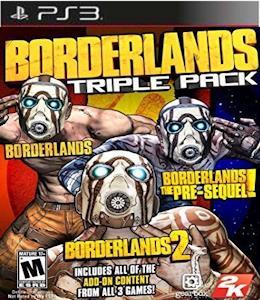 PS3
BORDERLANDS
TRIPLE PACK
BORDERLANDS
BORDERLANDS
THE PRE-SEQUEL!
BORDERLANDS 2
INCLUDES ALL OF THE
ADD-ON CONTENT
FROM ALL 3 GAMES!
MATURE 17+
M
ESRB
gearbox
2K